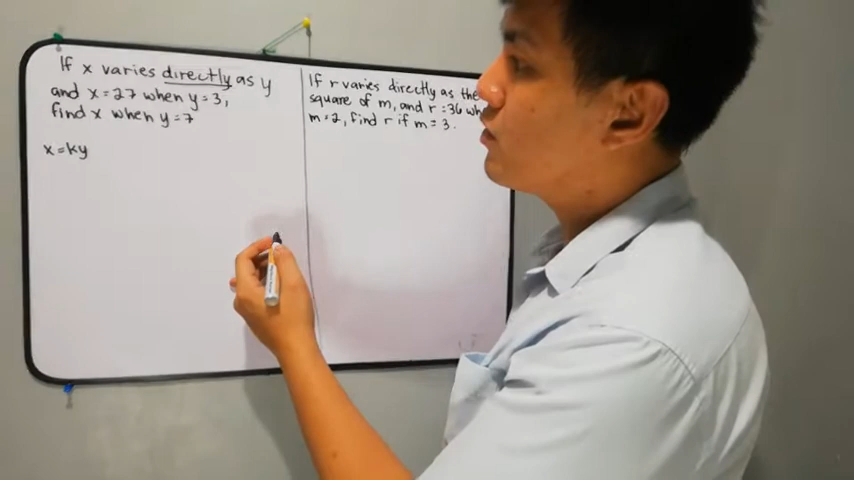 If x varies directly as y
and x = 27 when y = 3,
find x when y = 7
x = ky
If r varies directly as the
square of m, and r = 36
m = 2, find r if m = 3.